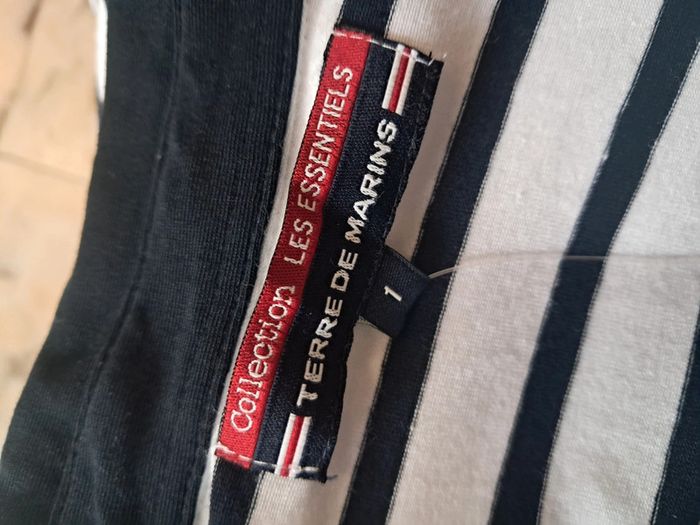 Collection LES ESSENTIELS
TERRE DE MARINS
1